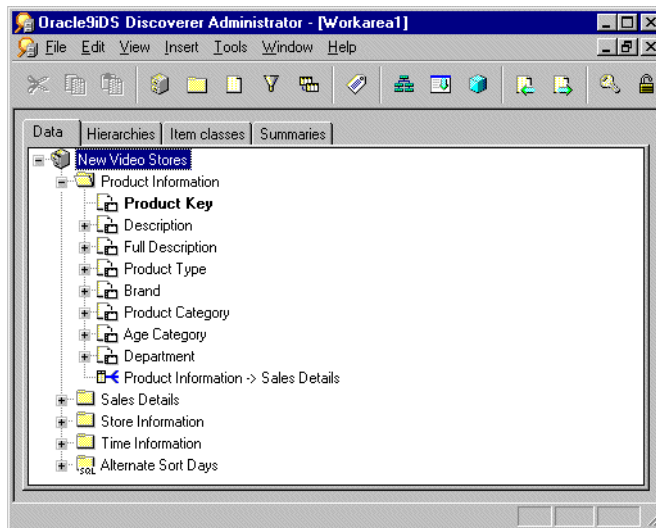 Oracle9iDS Discoverer Administrator - [Workarea1]
File Edit View Insert Tools Window Help
Data Hierarchies Item classes Summaries
New Video Stores
Product Information
Product Key
Description
Full Description
Product Type
Brand
Product Category
Age Category
Department
Product Information -> Sales Details
Sales Details
Store Information
Time Information
SQL Alternate Sort Days